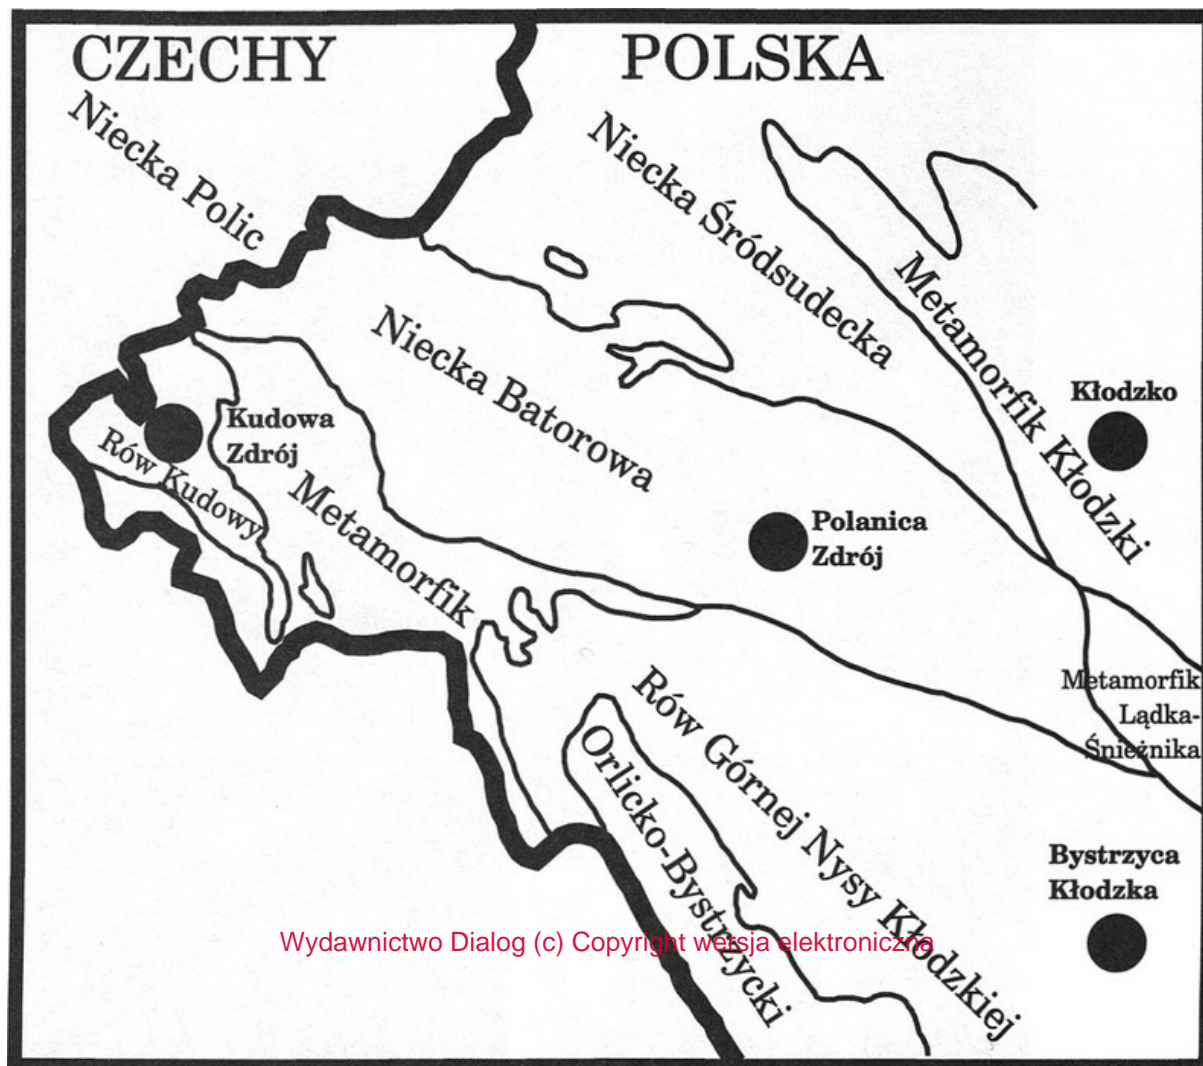 CZECHY
POLSKA
Niecka Polic
Niecka Śródsudecka
Metamorfik Kłodzki
Niecka Batorowa
Kłodzko
Kudowa
Zdrój
Rów Kudowy
Metamorfik
Polanica
Zdrój
Metamorfik
Lądka-
Śnieżnika
Rów Górnej Nysy Kłodzkiej
Orlicko-Bystrzycki
Bystrzyca
Kłodzka
Wydawnictwo Dialog (c) Copyright wersja elektroniczna